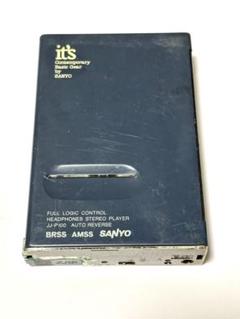 it's
Contemporary
Basic Gear
by
SANYO
FULL LOGIC CONTROL
HEADPHONES STEREO PLAYER
JJ-P100 AUTO REVERSE
BRSS AMSS SANYO